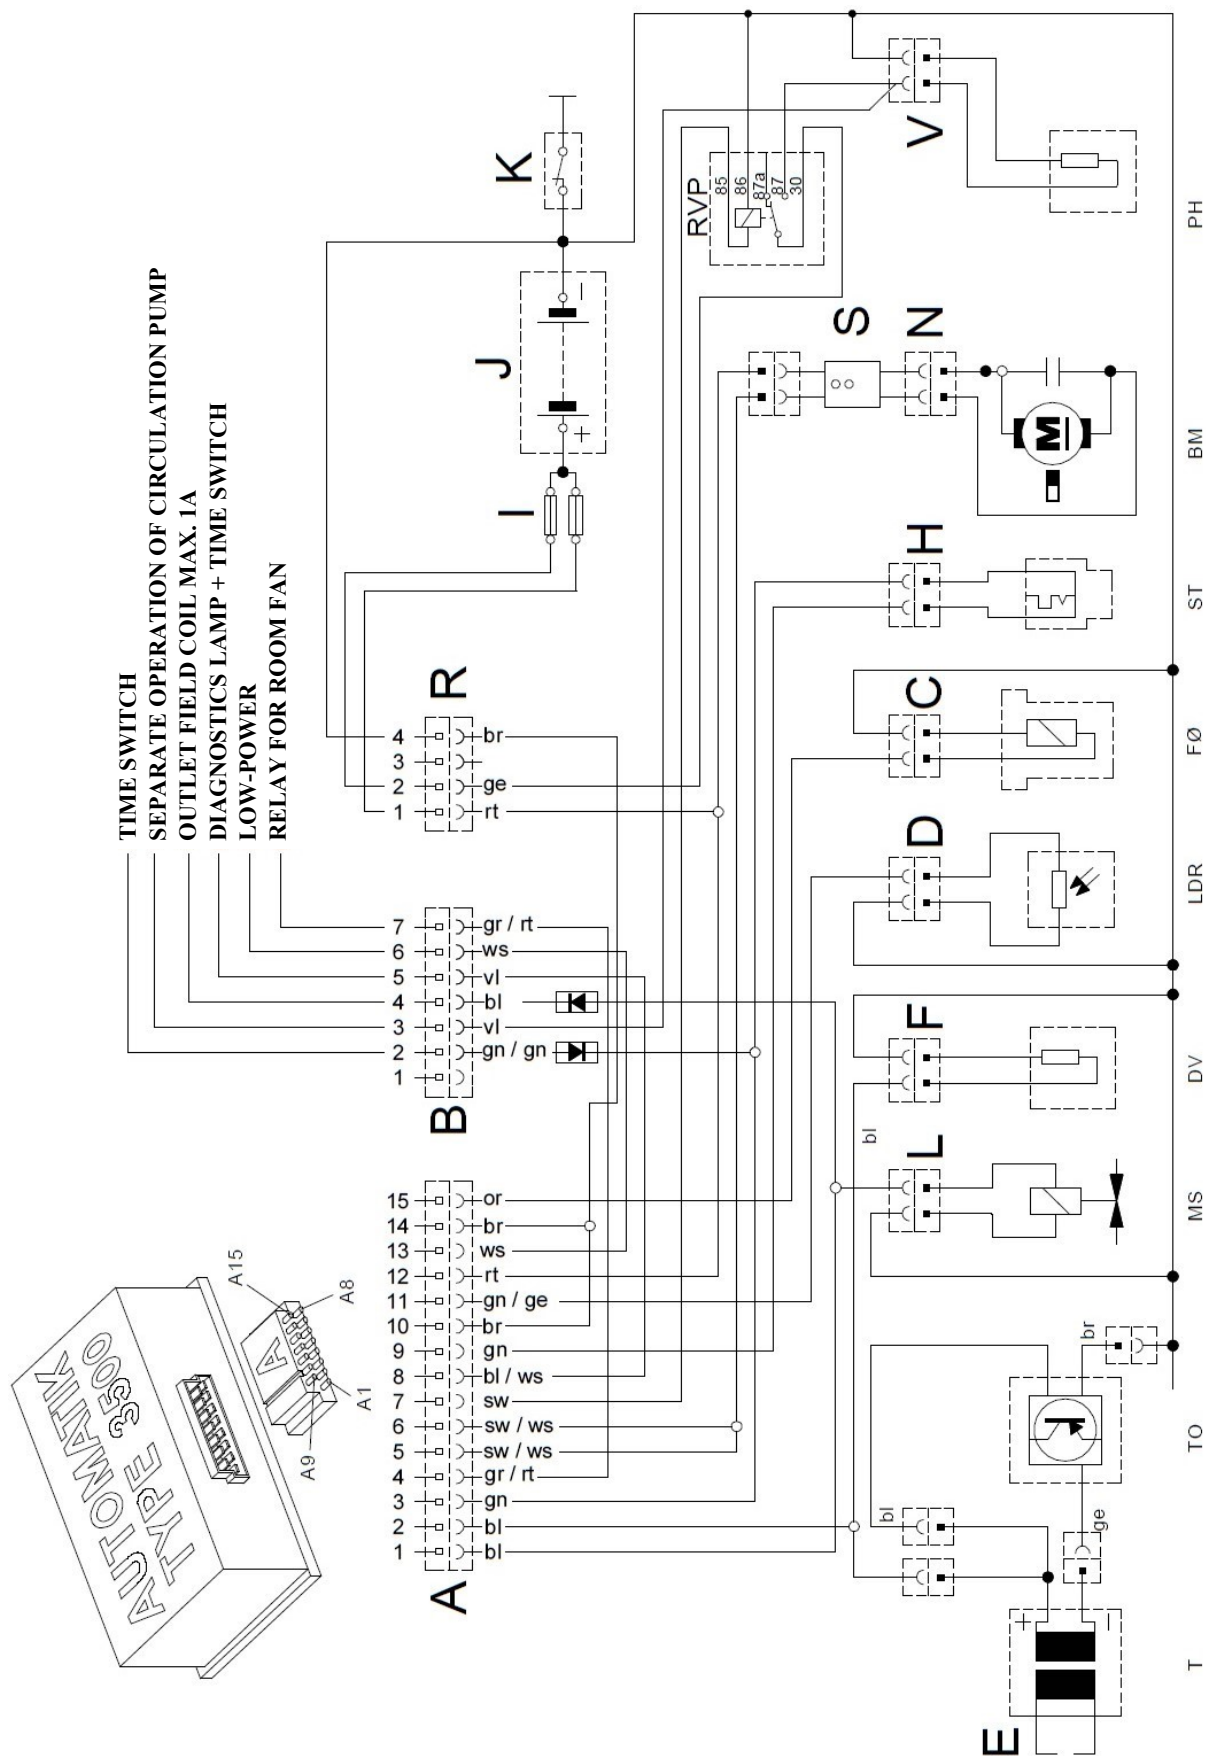 TIME SWITCH
SEPARATE OPERATION OF CIRCULATION PUMP
OUTLET FIELD COIL MAX. 1A
DIAGNOSTICS LAMP + TIME SWITCH
LOW-POWER
RELAY FOR ROOM FAN
AUTOMATIK
TYPE 3500
A
A15
A8
A9
A1
K
J
+
—
I
R
4 br
3
2 ge
1 rt
B
7 gr / rt
6 ws
5 vl
4 bl
3 vl
2 gn / gn
1
A
15 or
14 br
13 ws
12 rt
11 gn / ge
10 br
9 gn
8 bl / ws
7 sw
6 sw / ws
5 sw / ws
4 gr / rt
3 gn
2 bl
1 bl
RVP
85
86
87a
87
30
V
S
N
M
H
C
D
F
bl
L
bl
br
ge
E
+
—
T
TO
MS
DV
LDR
FØ
ST
BM
PH